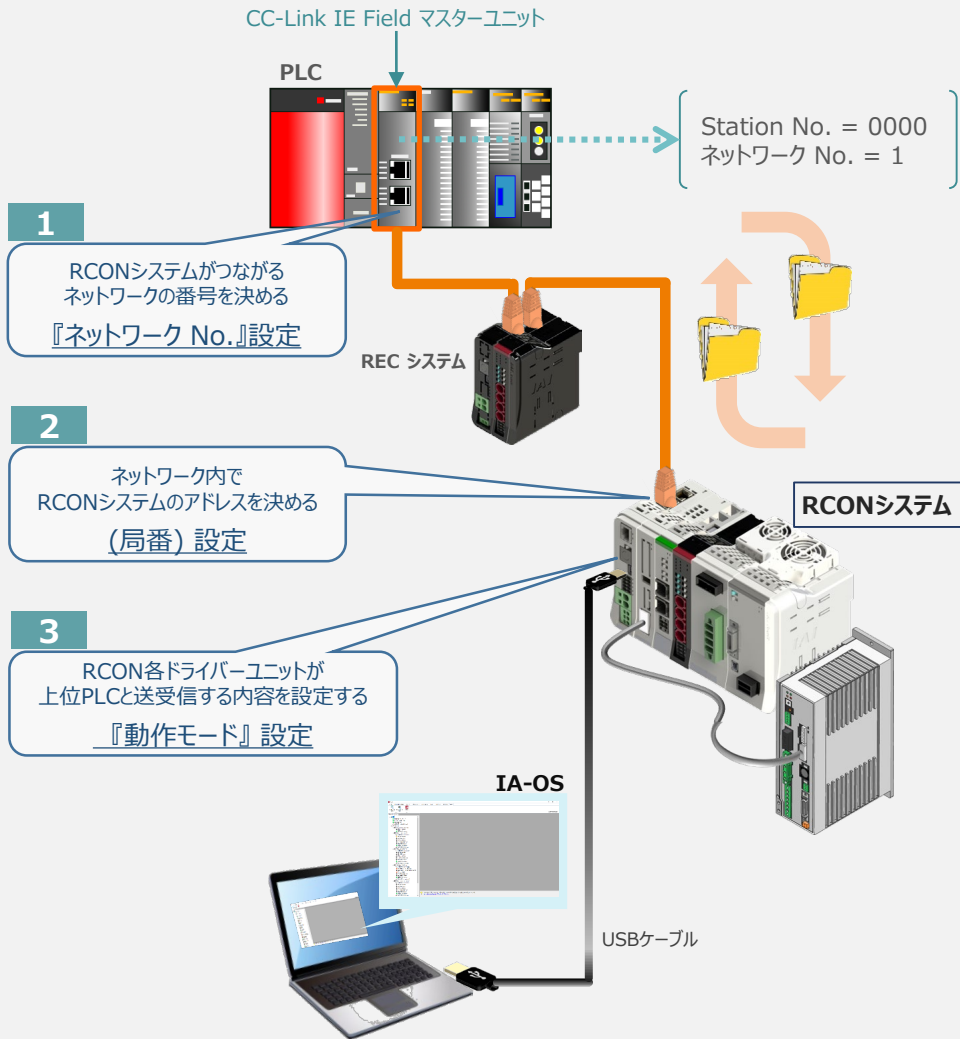 CC-Link IE Field マスターユニット
PLC
Station No. = 0000
ネットワーク No. = 1
1
RCONシステムがつながる
ネットワークの番号を決める
『ネットワーク No.』設定
REC システム
2
ネットワーク内で
RCONシステムのアドレスを決める
(局番) 設定
RCONシステム
3
RCON各ドライバーユニットが
上位PLCと送受信する内容を設定する
『動作モード』 設定
IA-OS
USBケーブル